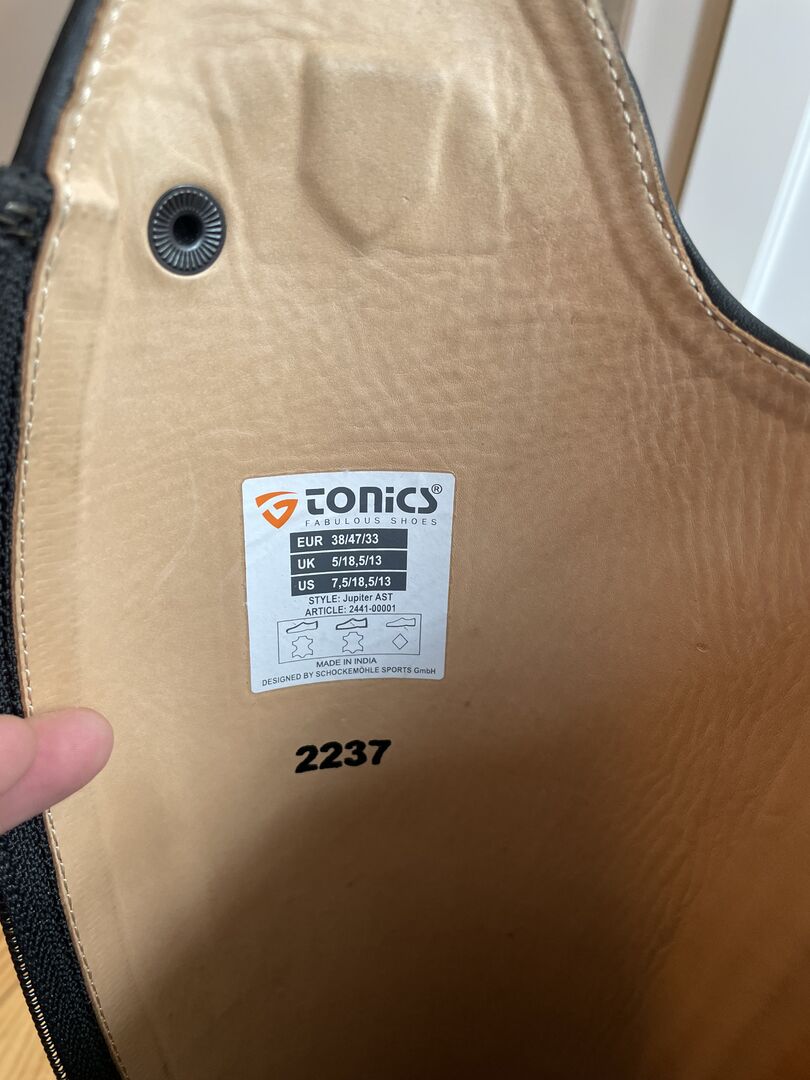 TONICS®
FABULOUS SHOES
EUR 38/47/33
UK 5/18,5/13
US 7,5/18,5/13
STYLE: Jupiter AST
ARTICLE: 2441-00001
MADE IN INDIA
DESIGNED BY SCHOCKEMÖHLE SPORTS GmbH
2237